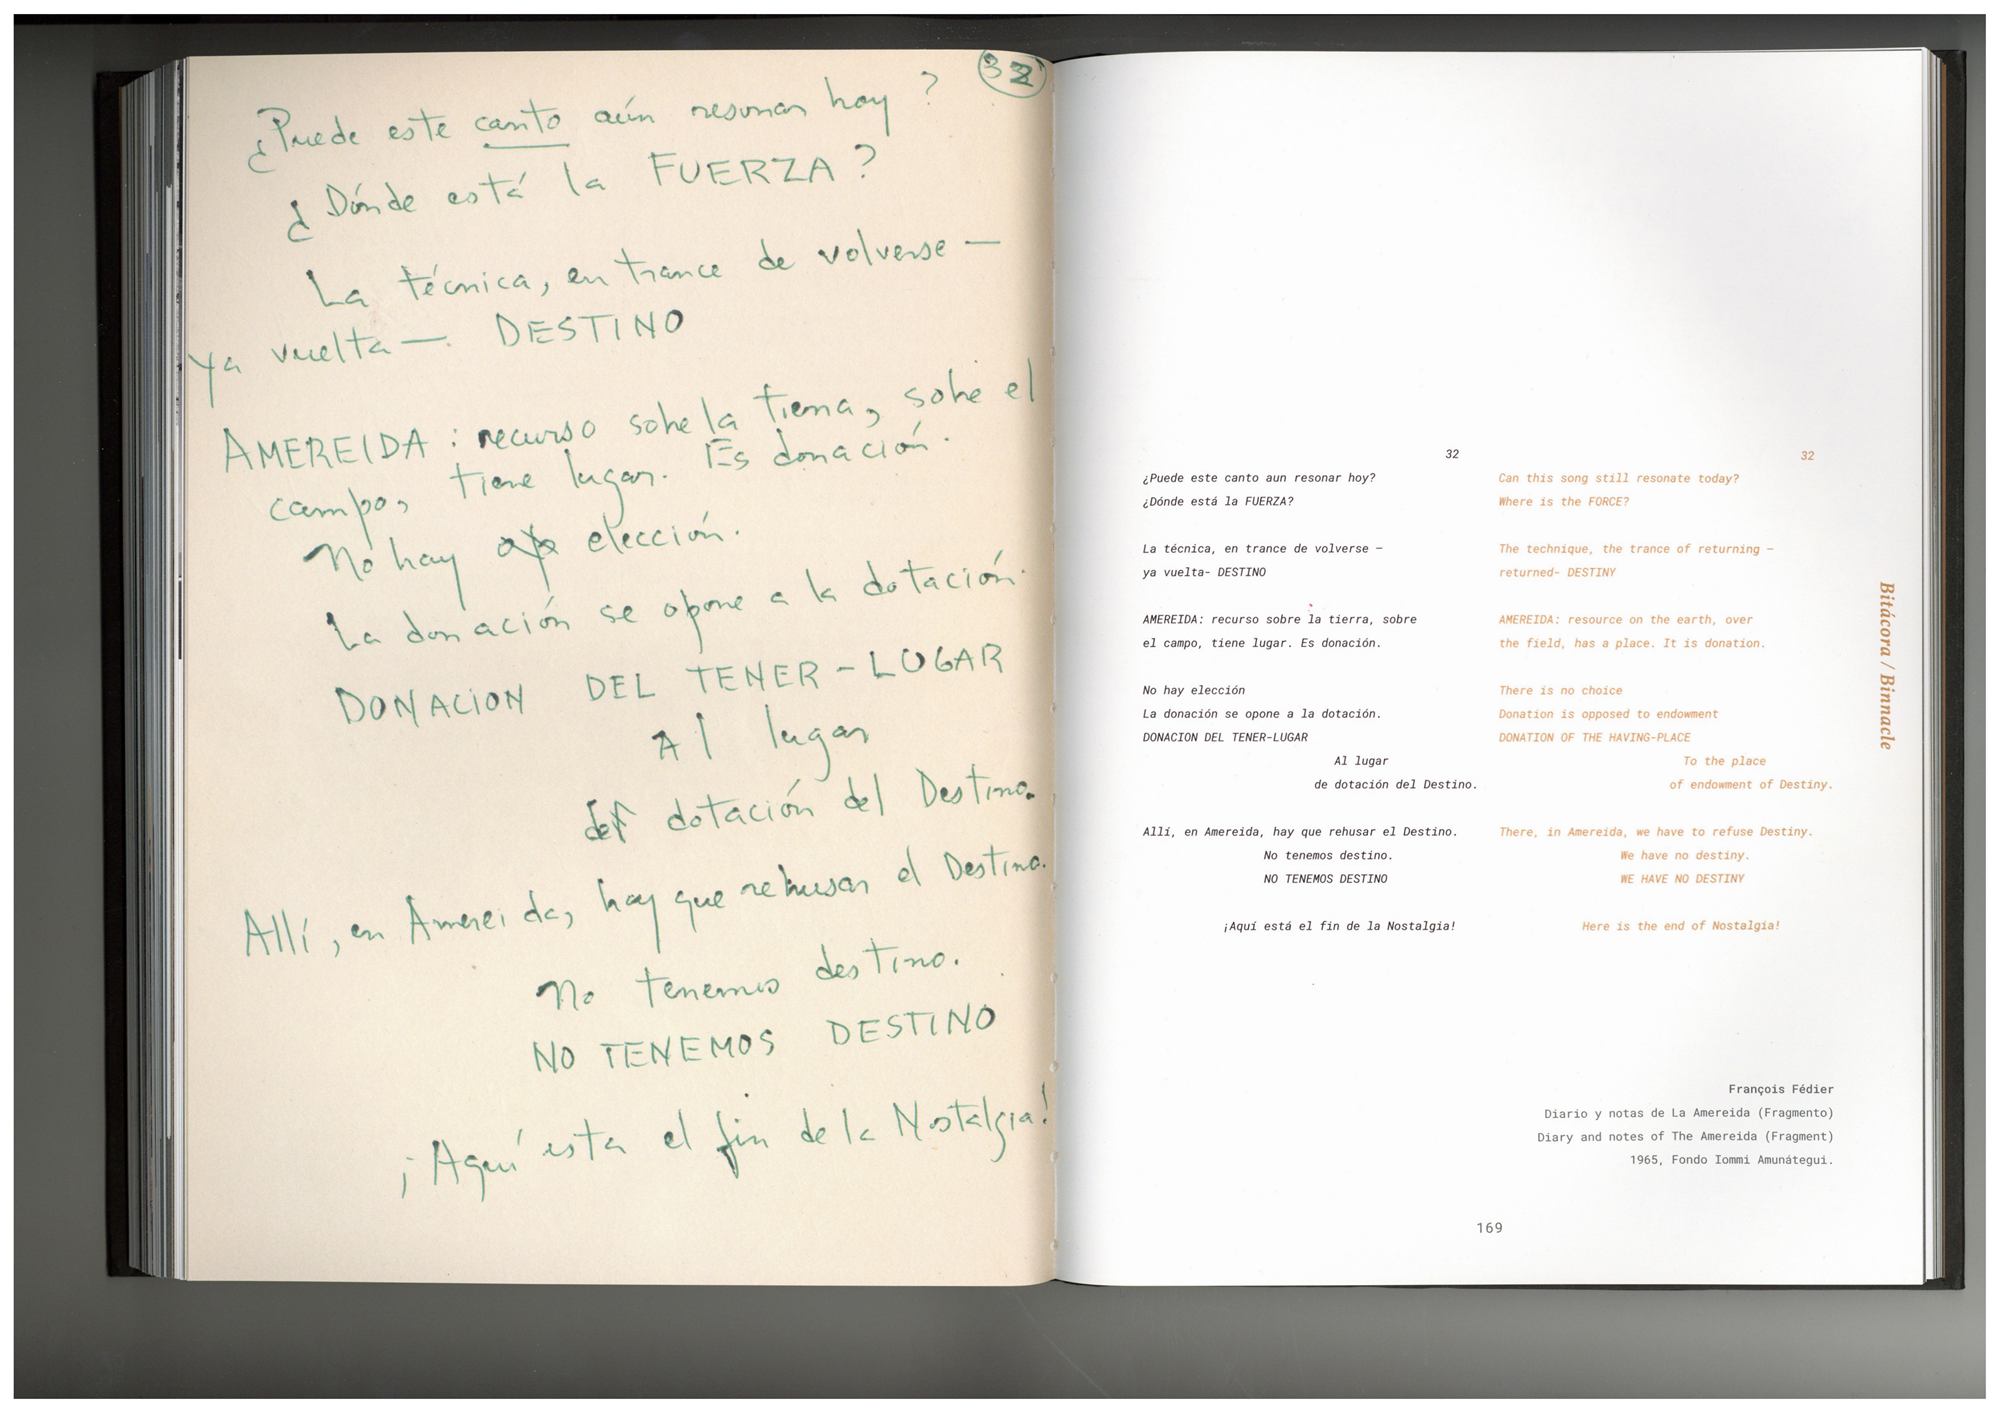 32
¿Puede este canto aún resonar hoy?
¿Dónde está la FUERZA?
La técnica, en trance de volverse —
ya vuelta —. DESTINO
AMEREIDA: recurso sobre la tierra, sobre el
campo, tiene lugar. Es donación.
No hay elección.
La donación se opone a la dotación.
DONACION DEL TENER-LUGAR
Al lugar
de dotación del Destino.
Allí, en Amereida, hay que rehusar el Destino.
No tenemos destino.
NO TENEMOS DESTINO
¡Aquí esta el fin de la Nostalgia!
32
¿Puede este canto aun resonar hoy?
¿Dónde está la FUERZA?
La técnica, en trance de volverse –
ya vuelta- DESTINO
AMEREIDA: recurso sobre la tierra, sobre
el campo, tiene lugar. Es donación.
No hay elección
La donación se opone a la dotación.
DONACION DEL TENER-LUGAR
Al lugar
de dotación del Destino.
Allí, en Amereida, hay que rehusar el Destino.
No tenemos destino.
NO TENEMOS DESTINO
¡Aquí está el fin de la Nostalgia!
32
Can this song still resonate today?
Where is the FORCE?
The technique, the trance of returning –
returned- DESTINY
AMEREIDA: resource on the earth, over
the field, has a place. It is donation.
There is no choice
Donation is opposed to endowment
DONATION OF THE HAVING-PLACE
To the place
of endowment of Destiny.
There, in Amereida, we have to refuse Destiny.
We have no destiny.
WE HAVE NO DESTINY
Here is the end of Nostalgia!
Bitácora / Binnacle
François Fédier
Diario y notas de La Amereida (Fragmento)
Diary and notes of The Amereida (Fragment)
1965, Fondo Iommi Amunátegui.
169